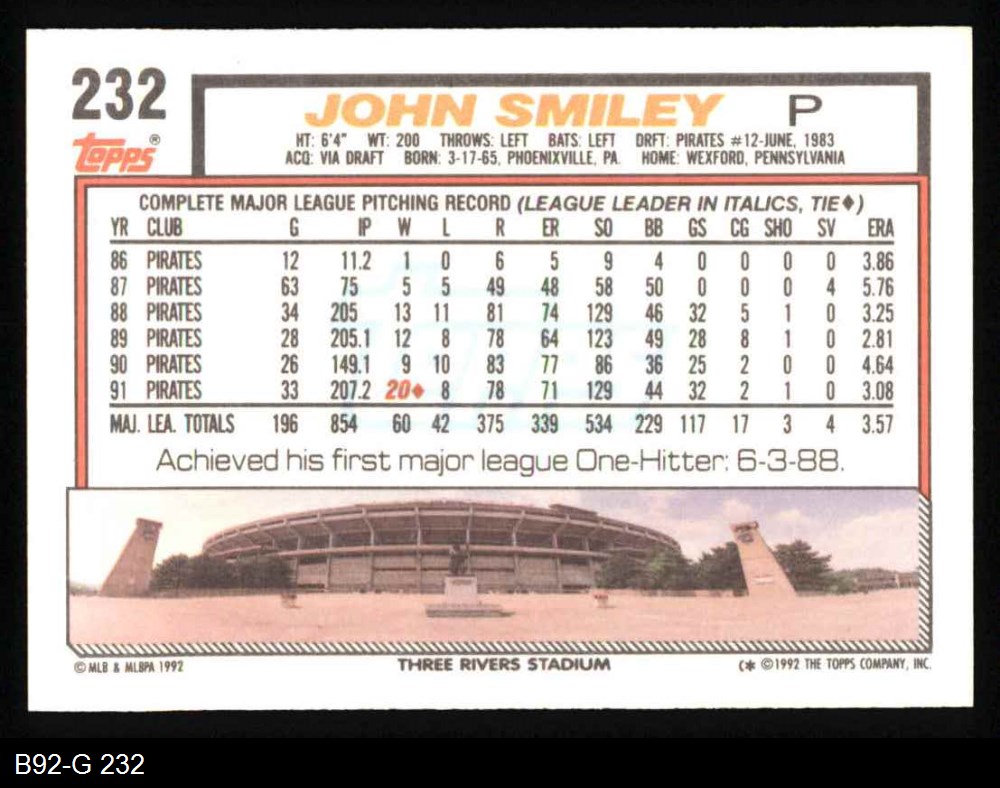 232
Topps®
JOHN SMILEY P
HT: 6'4" WT: 200 THROWS: LEFT BATS: LEFT DRFT: PIRATES #12-JUNE, 1983
ACQ: VIA DRAFT BORN: 3-17-65, PHOENIXVILLE, PA. HOME: WEXFORD, PENNSYLVANIA
COMPLETE MAJOR LEAGUE PITCHING RECORD (LEAGUE LEADER IN ITALICS, TIE♦)
YR CLUB G IP W L R ER SO BB GS CG SHO SV ERA
86 PIRATES 12 11.2 1 0 6 5 9 4 0 0 0 0 3.86
87 PIRATES 63 75 5 5 49 48 58 50 0 0 0 4 5.76
88 PIRATES 34 205 13 11 81 74 129 46 32 5 1 0 3.25
89 PIRATES 28 205.1 12 8 78 64 123 49 28 8 1 0 2.81
90 PIRATES 26 149.1 9 10 83 77 86 36 25 2 0 0 4.64
91 PIRATES 33 207.2 20♦ 8 78 71 129 44 32 2 1 0 3.08
MAJ. LEA. TOTALS 196 854 60 42 375 339 534 229 117 17 3 4 3.57
Achieved his first major league One-Hitter: 6-3-88.
© MLB & MLBPA 1992 THREE RIVERS STADIUM (* ©1992 THE TOPPS COMPANY, INC.
B92-G 232